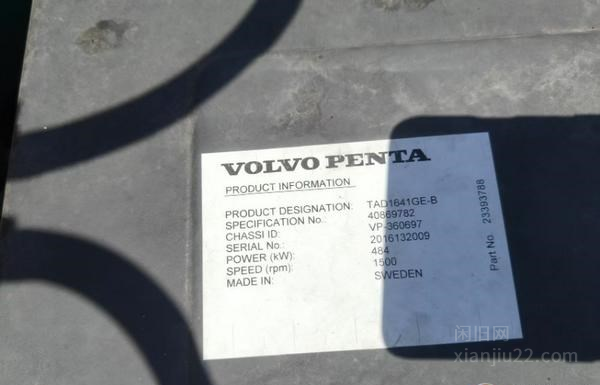 VOLVO PENTA
PRODUCT INFORMATION
PRODUCT DESIGNATION: TAD1641GE-B
SPECIFICATION No.: 40869782
CHASSI ID: VP-360697
SERIAL No.: 2016132009
POWER (kW): 484
SPEED (rpm): 1500
MADE IN: SWEDEN
Part No. 23393788
闲旧网
xianjiu22.com